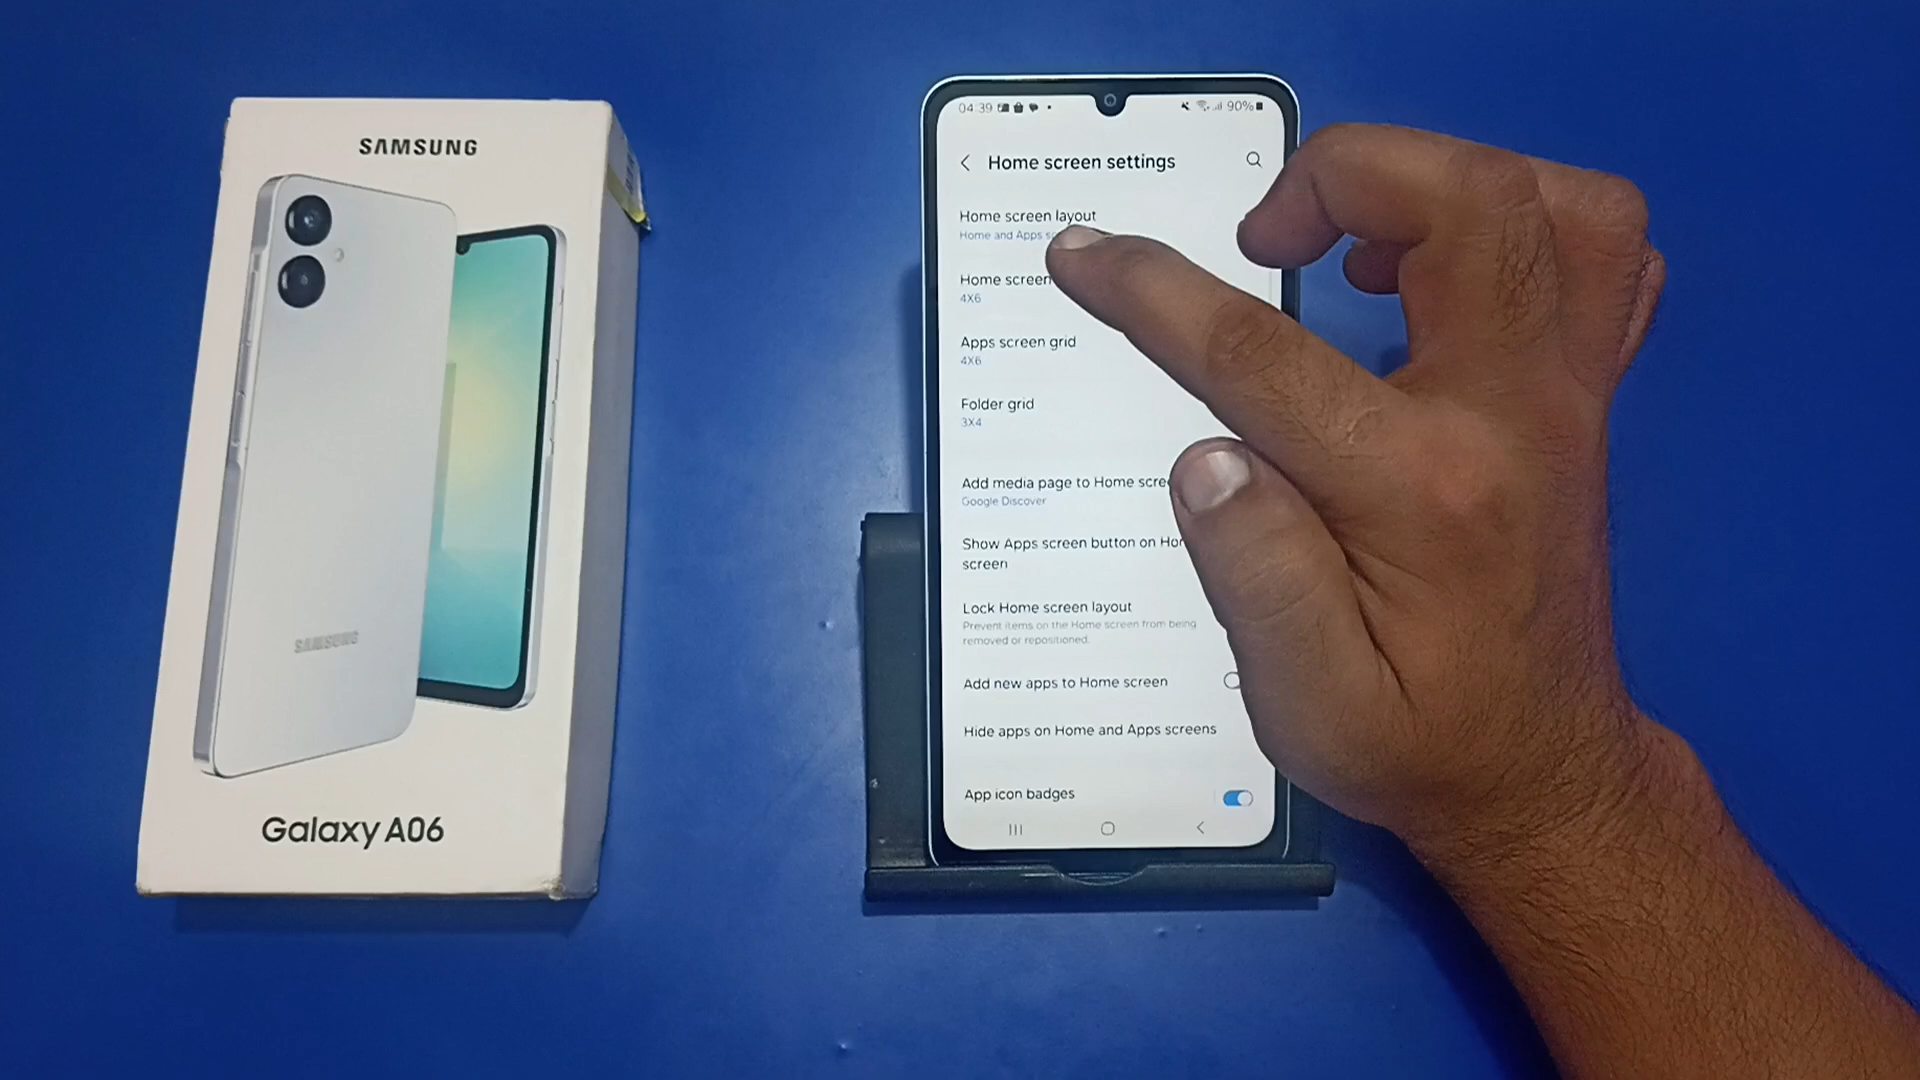 SAMSUNG
SAMSUNG
Galaxy A06
04:39
90%
Home screen settings
Home screen layout
Home and Apps
Home screen
4X6
Apps screen grid
4X6
Folder grid
3X4
Add media page to Home
Google Discover
Show Apps screen button on
screen
Lock Home screen layout
Prevent items on the Home screen from being
removed or repositioned.
Add new apps to Home screen
Hide apps on Home and Apps screens
App icon badges